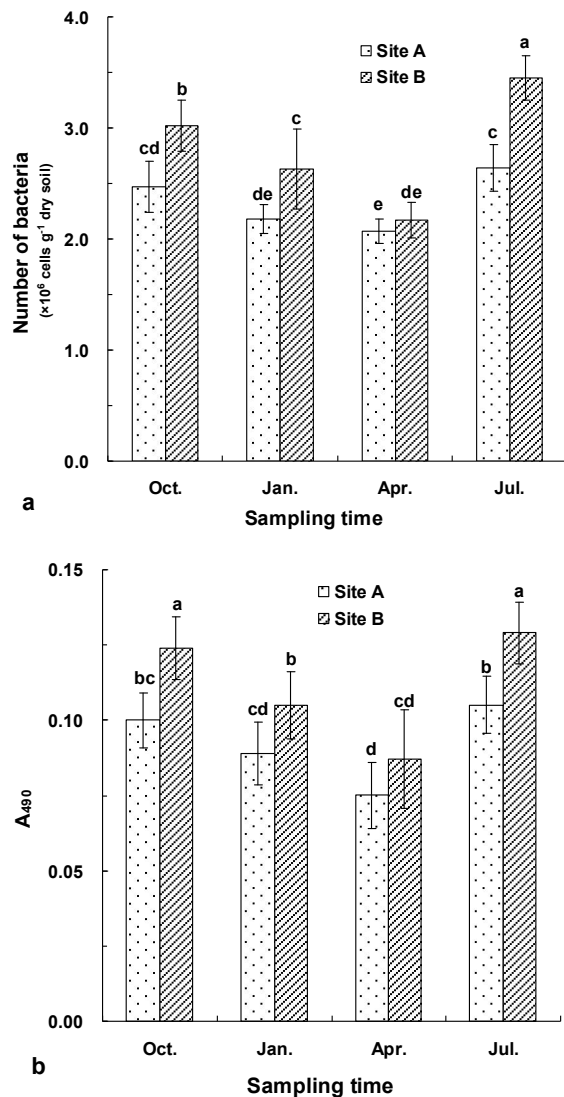 4.0
3.0
2.0
1.0
0.0
Number of bacteria
(×10⁶ cells g⁻¹ dry soil)
Site A
Site B
cd
b
de
c
e
de
c
a
Oct.
Jan.
Apr.
Jul.
a
Sampling time
0.15
0.10
0.05
0.00
A₄₉₀
Site A
Site B
bc
a
cd
b
d
cd
b
a
Oct.
Jan.
Apr.
Jul.
b
Sampling time